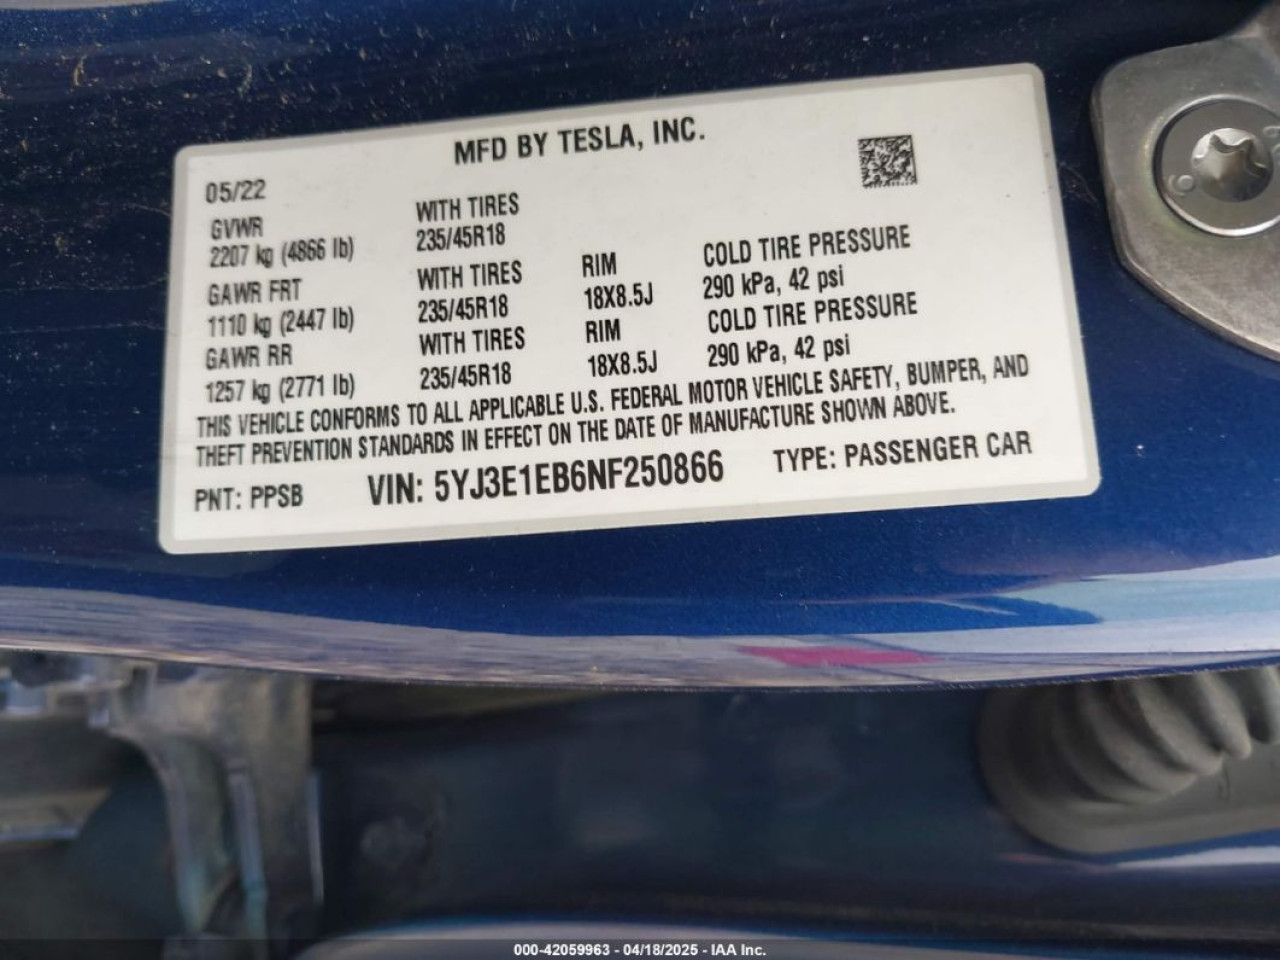 MFD BY TESLA, INC.
05/22
GVWR
2207 kg (4866 lb)
WITH TIRES
235/45R18
GAWR FRT
1110 kg (2447 lb)
WITH TIRES
235/45R18
RIM
18X8.5J
COLD TIRE PRESSURE
290 kPa, 42 psi
GAWR RR
1257 kg (2771 lb)
WITH TIRES
235/45R18
RIM
18X8.5J
COLD TIRE PRESSURE
290 kPa, 42 psi
THIS VEHICLE CONFORMS TO ALL APPLICABLE U.S. FEDERAL MOTOR VEHICLE SAFETY, BUMPER, AND
THEFT PREVENTION STANDARDS IN EFFECT ON THE DATE OF MANUFACTURE SHOWN ABOVE.
PNT: PPSB VIN: 5YJ3E1EB6NF250866 TYPE: PASSENGER CAR
000-42059963 - 04/18/2025 - IAA Inc.